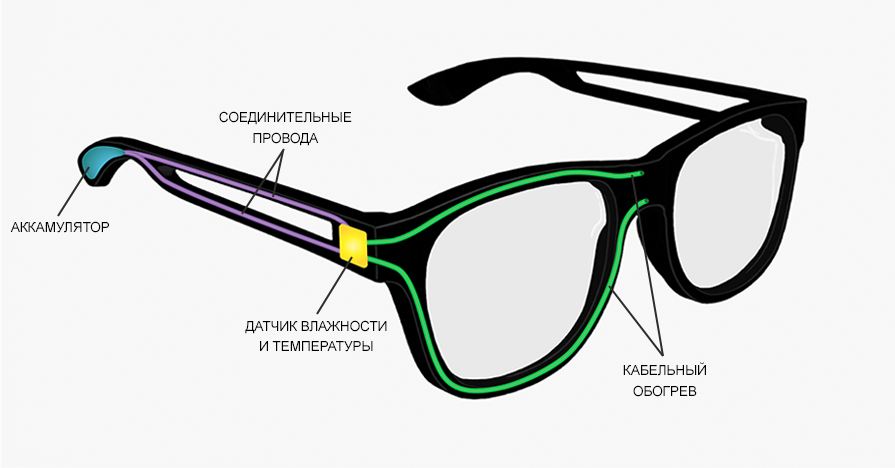 СОЕДИНИТЕЛЬНЫЕ
ПРОВОДА
АККАМУЛЯТОР
ДАТЧИК ВЛАЖНОСТИ
И ТЕМПЕРАТУРЫ
КАБЕЛЬНЫЙ
ОБОГРЕВ